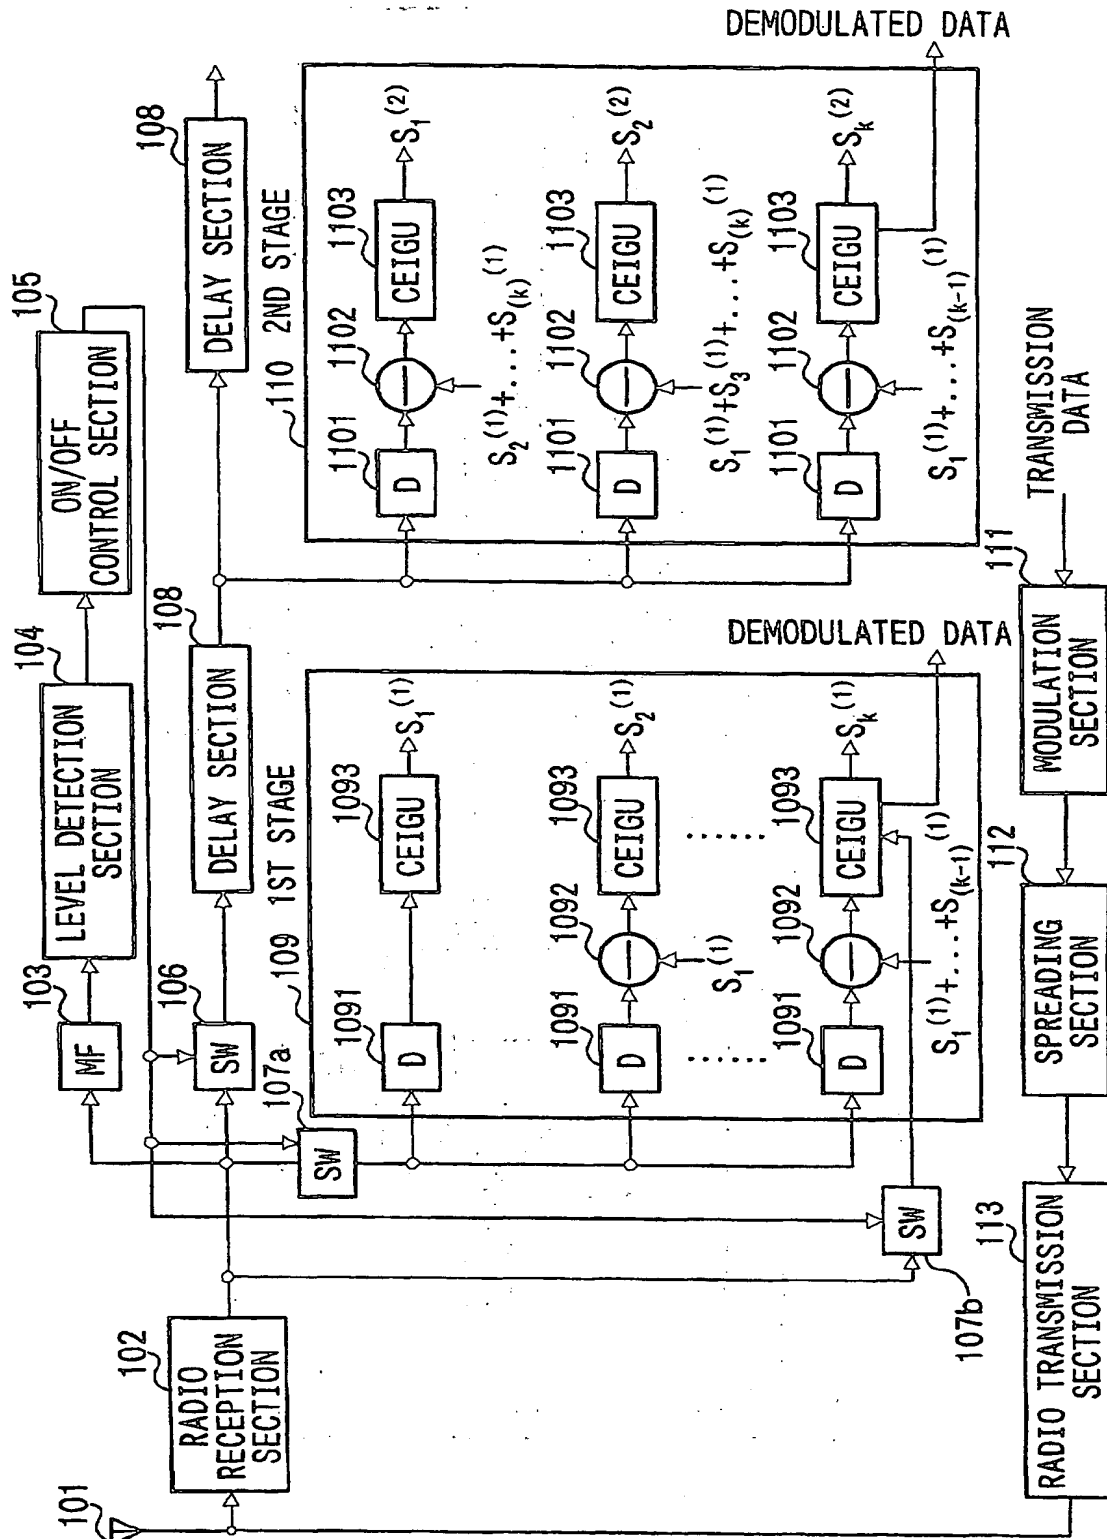 101
102
RADIO
RECEPTION
SECTION
103
MF
104
LEVEL DETECTION
SECTION
105
ON/OFF
CONTROL SECTION
106
SW
107a
SW
107b
SW
108
DELAY SECTION
108
DELAY SECTION
109 1ST STAGE
1091
D
1093
CEIGU
S1(1)
1091
D
1092
—
S1(1)
1093
CEIGU
S2(1)
......
......
1091
D
1092
—
S1(1)+...+S(k-1)(1)
1093
CEIGU
Sk(1)
DEMODULATED DATA
110 2ND STAGE
1101
D
1102
—
S2(1)+...+S(k)(1)
1103
CEIGU
S1(2)
1101
D
1102
—
S1(1)+S3(1)+...+S(k)(1)
1103
CEIGU
S2(2)
1101
D
1102
—
S1(1)+...+S(k-1)(1)
1103
CEIGU
Sk(2)
DEMODULATED DATA
TRANSMISSION
DATA
111
MODULATION
SECTION
112
SPREADING
SECTION
113
RADIO TRANSMISSION
SECTION